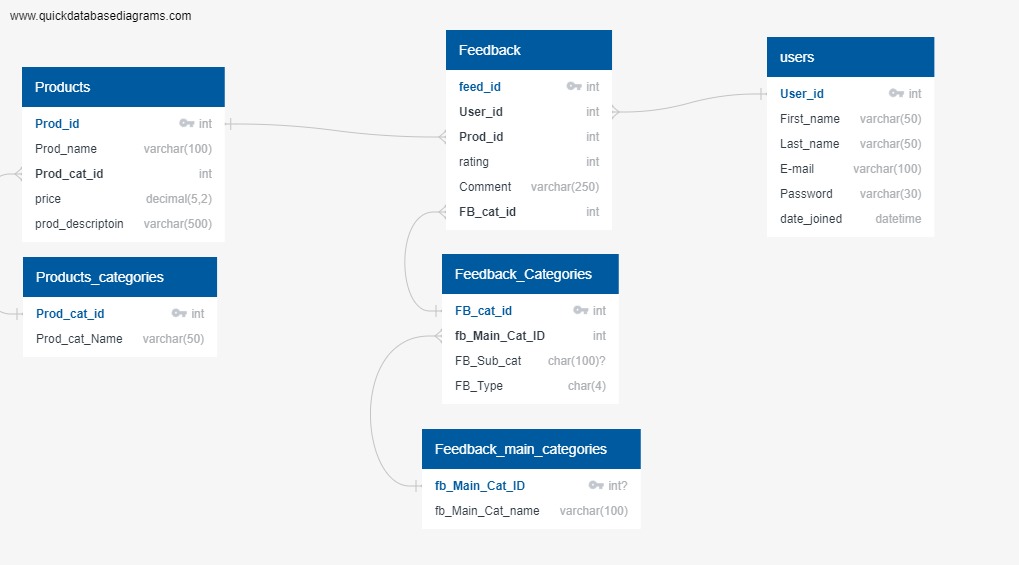 www.quickdatabasediagrams.com
Products
Prod_id int
Prod_name varchar(100)
Prod_cat_id int
price decimal(5,2)
prod_descriptoin varchar(500)
Products_categories
Prod_cat_id int
Prod_cat_Name varchar(50)
Feedback
feed_id int
User_id int
Prod_id int
rating int
Comment varchar(250)
FB_cat_id int
Feedback_Categories
FB_cat_id int
fb_Main_Cat_ID int
FB_Sub_cat char(100)?
FB_Type char(4)
Feedback_main_categories
fb_Main_Cat_ID int?
fb_Main_Cat_name varchar(100)
users
User_id int
First_name varchar(50)
Last_name varchar(50)
E-mail varchar(100)
Password varchar(30)
date_joined datetime